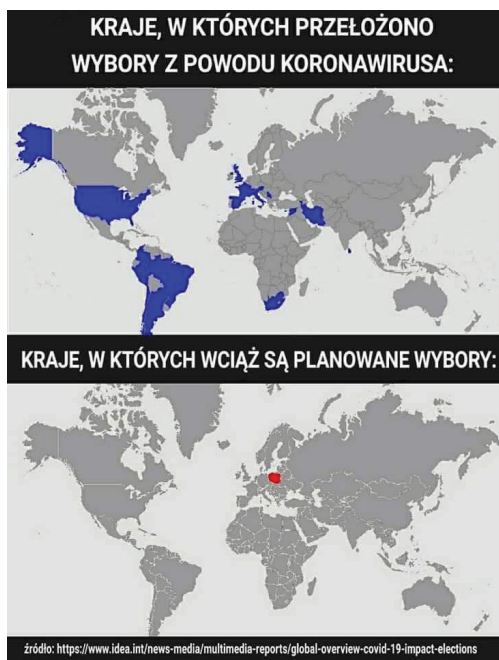 KRAJE, W KTÓRYCH PRZEŁOŻONO
WYBORY Z POWODU KORONAWIRUSA:
KRAJE, W KTÓRYCH WCIĄŻ SĄ PLANOWANE WYBORY:
źródło: https://www.idea.int/news-media/multimedia-reports/global-overview-covid-19-impact-elections